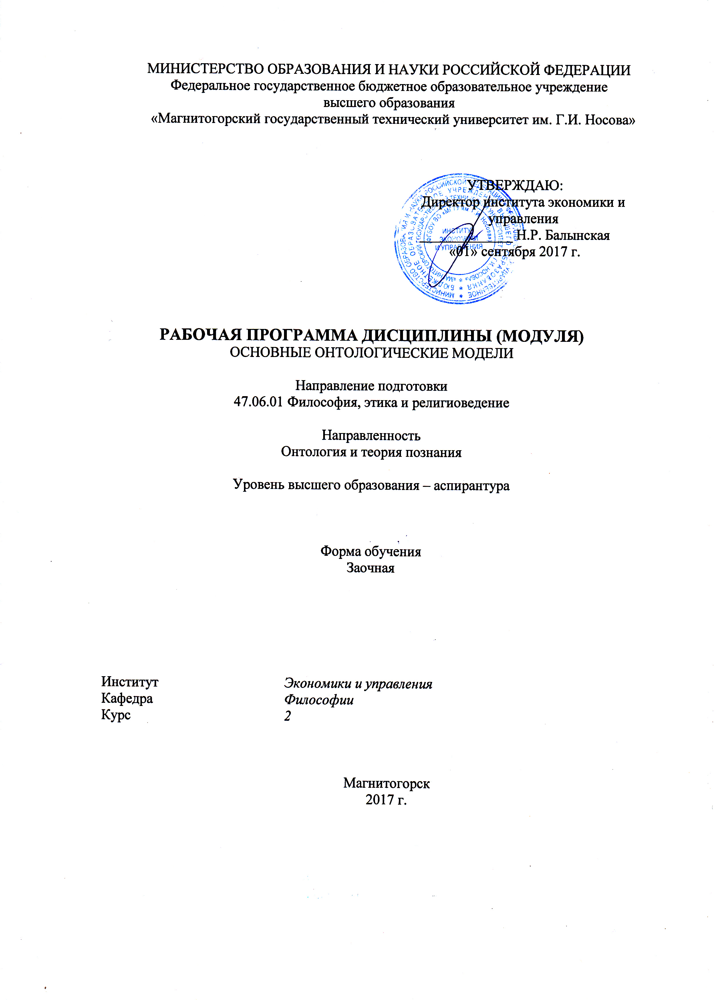 МИНИСТЕРСТВО ОБРАЗОВАНИЯ И НАУКИ РОССИЙСКОЙ ФЕДЕРАЦИИ
Федеральное государственное бюджетное образовательное учреждение
высшего образования
«Магнитогорский государственный технический университет им. Г.И. Носова»
УТВЕРЖДАЮ:
Директор института экономики и
управления
Н.Р. Балынская
«01» сентября 2017 г.
ИНСТИТУТ
ЭКОНОМИКИ
И УПРАВЛЕНИЯ
РАБОЧАЯ ПРОГРАММА ДИСЦИПЛИНЫ (МОДУЛЯ)
ОСНОВНЫЕ ОНТОЛОГИЧЕСКИЕ МОДЕЛИ
Направление подготовки
47.06.01 Философия, этика и религиоведение
Направленность
Онтология и теория познания
Уровень высшего образования – аспирантура
Форма обучения
Заочная
Институт Экономики и управления
Кафедра Философии
Курс 2
Магнитогорск
2017 г.